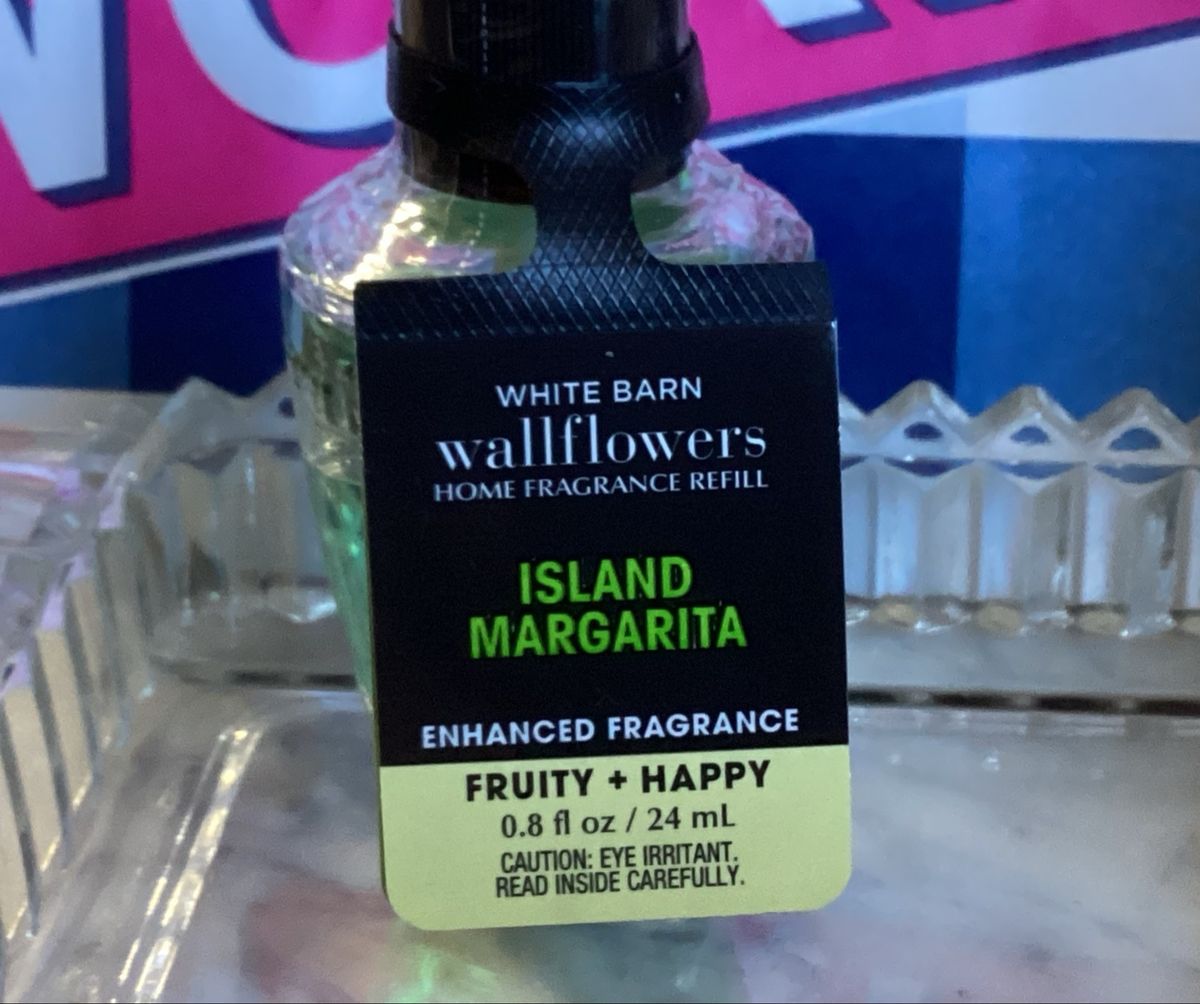 WHITE BARN
wallflowers
HOME FRAGRANCE REFILL
ISLAND
MARGARITA
ENHANCED FRAGRANCE
FRUITY + HAPPY
0.8 fl oz / 24 mL
CAUTION: EYE IRRITANT.
READ INSIDE CAREFULLY.